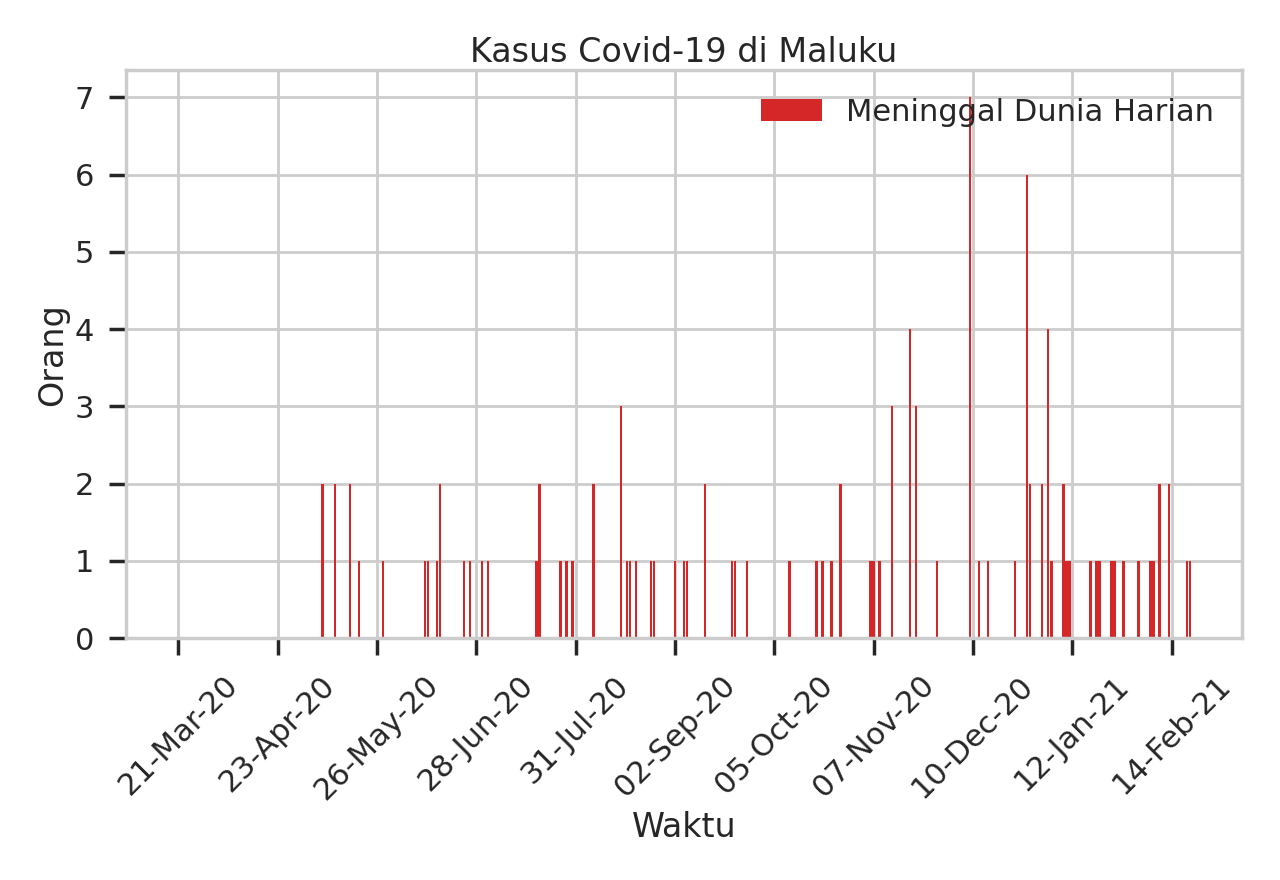 Kasus Covid-19 di Maluku
Meninggal Dunia Harian
Orang
7
6
5
4
3
2
1
0
21-Mar-20
23-Apr-20
26-May-20
28-Jun-20
31-Jul-20
02-Sep-20
05-Oct-20
07-Nov-20
10-Dec-20
12-Jan-21
14-Feb-21
Waktu